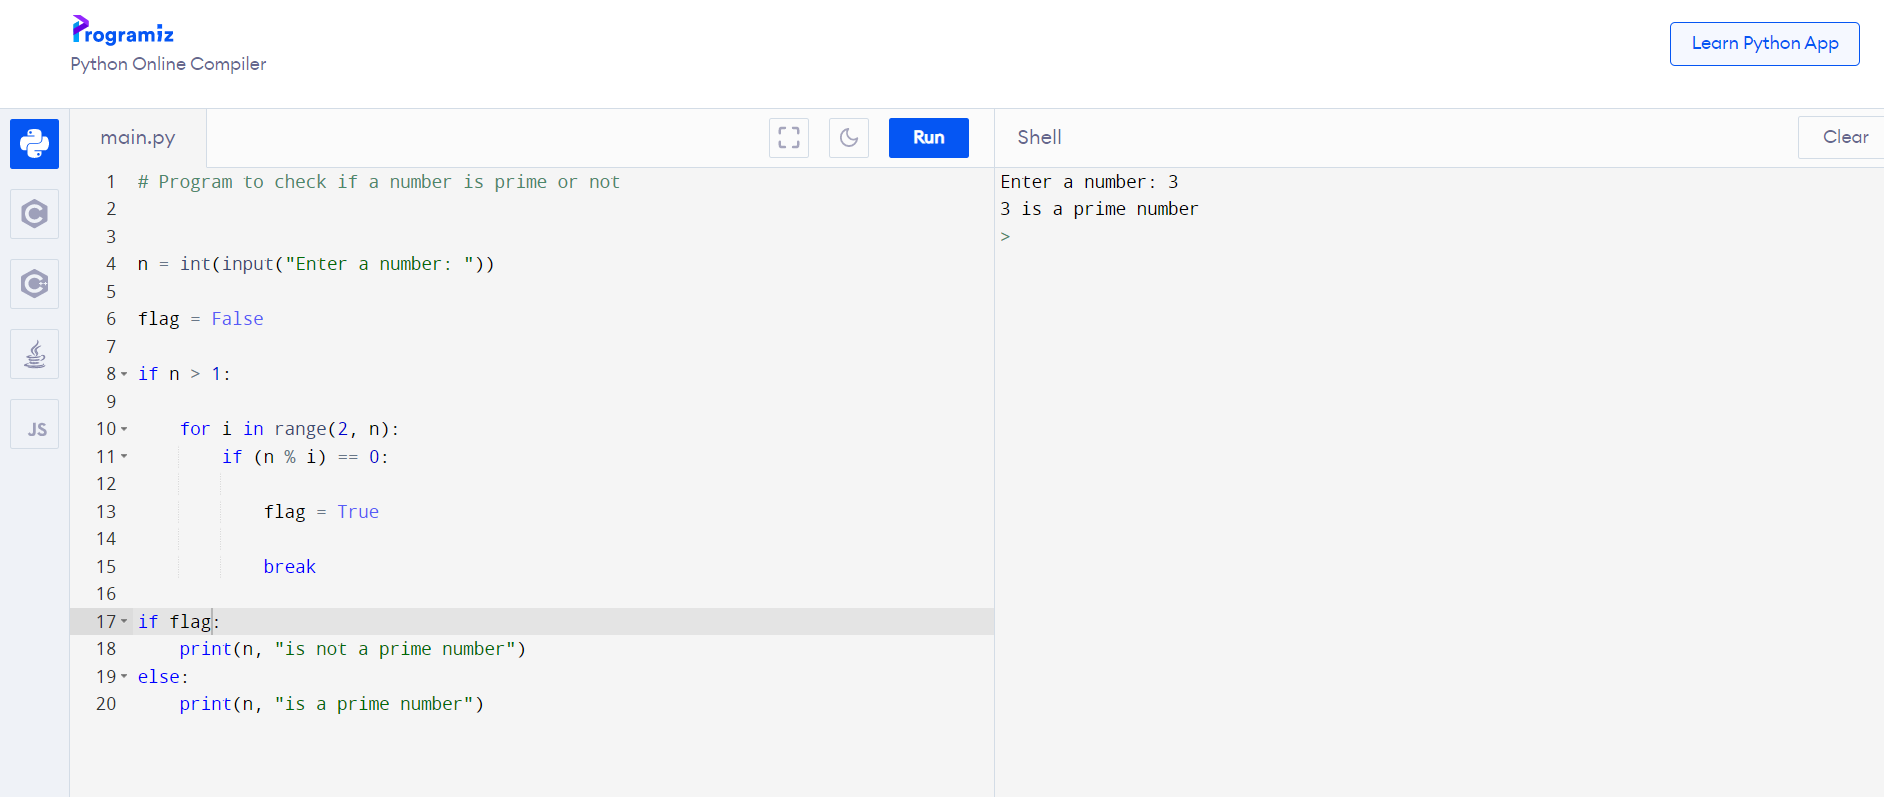 Programiz
Python Online Compiler
Learn Python App
main.py
Run
Shell
Clear
1 # Program to check if a number is prime or not
2
3
4 n = int(input("Enter a number: "))
5
6 flag = False
7
8 if n > 1:
9
10     for i in range(2, n):
11         if (n % i) == 0:
12
13             flag = True
14
15             break
16
17 if flag:
18     print(n, "is not a prime number")
19 else:
20     print(n, "is a prime number")
Enter a number: 3
3 is a prime number
>
C
C++
JS